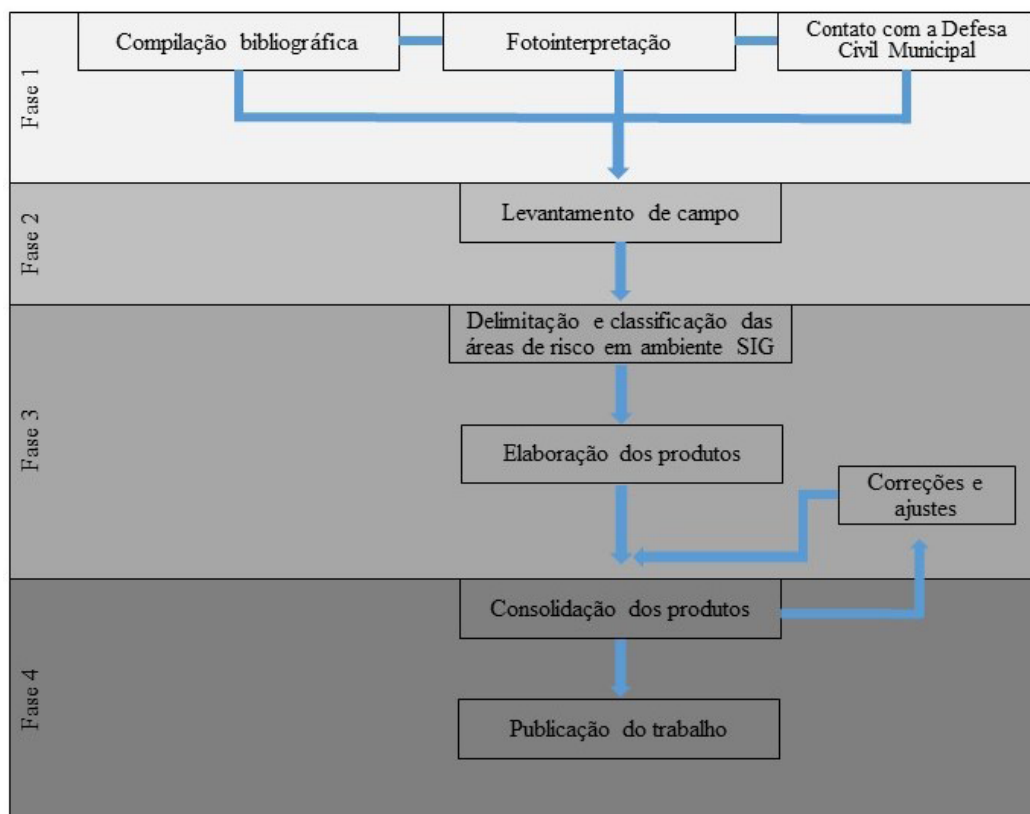 Fase 1
Compilação bibliográfica
Fotointerpretação
Contato com a Defesa
Civil Municipal
Fase 2
Levantamento de campo
Fase 3
Delimitação e classificação das
áreas de risco em ambiente SIG
Elaboração dos produtos
Correções e
ajustes
Fase 4
Consolidação dos produtos
Publicação do trabalho